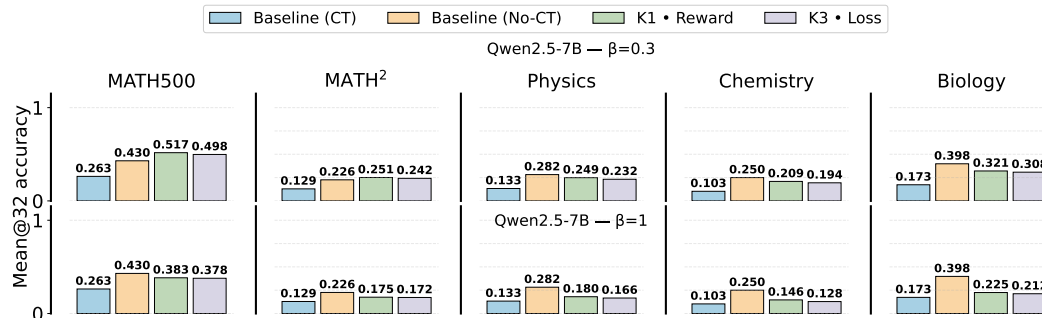 Baseline (CT) Baseline (No-CT) K1 • Reward K3 • Loss
Qwen2.5-7B — β=0.3
MATH500 MATH² Physics Chemistry Biology
Mean@32 accuracy
1
0.263 0.430 0.517 0.498 0.129 0.226 0.251 0.242 0.133 0.282 0.249 0.232 0.103 0.250 0.209 0.194 0.173 0.398 0.321 0.308
0
Qwen2.5-7B — β=1
1
0.263 0.430 0.383 0.378 0.129 0.226 0.175 0.172 0.133 0.282 0.180 0.166 0.103 0.250 0.146 0.128 0.173 0.398 0.225 0.212
0